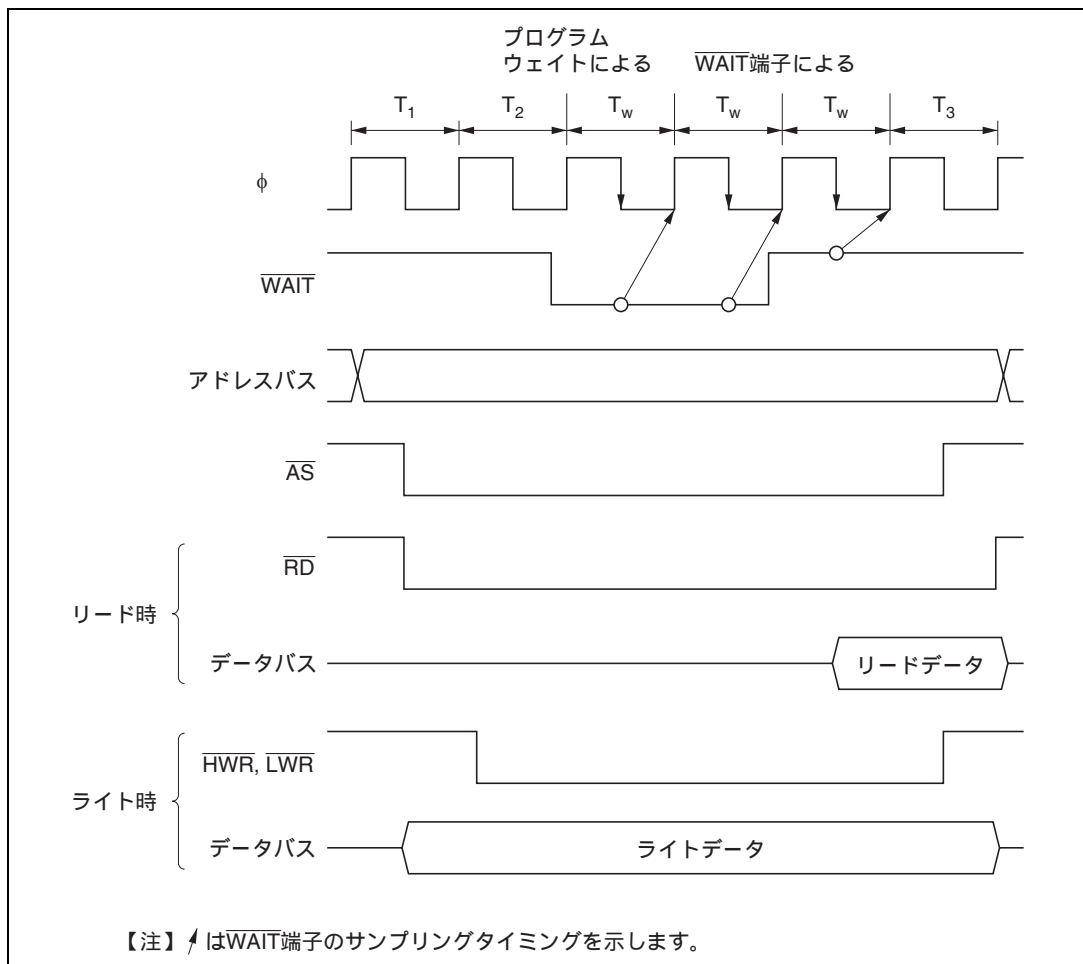 プログラム
ウェイトによる WAIT端子による
T1 T2 Tw Tw Tw T3
φ
WAIT
アドレスバス
AS
RD
リード時
データバス リードデータ
HWR, LWR
ライト時
データバス ライトデータ
【注】 はWAIT端子のサンプリングタイミングを示します。